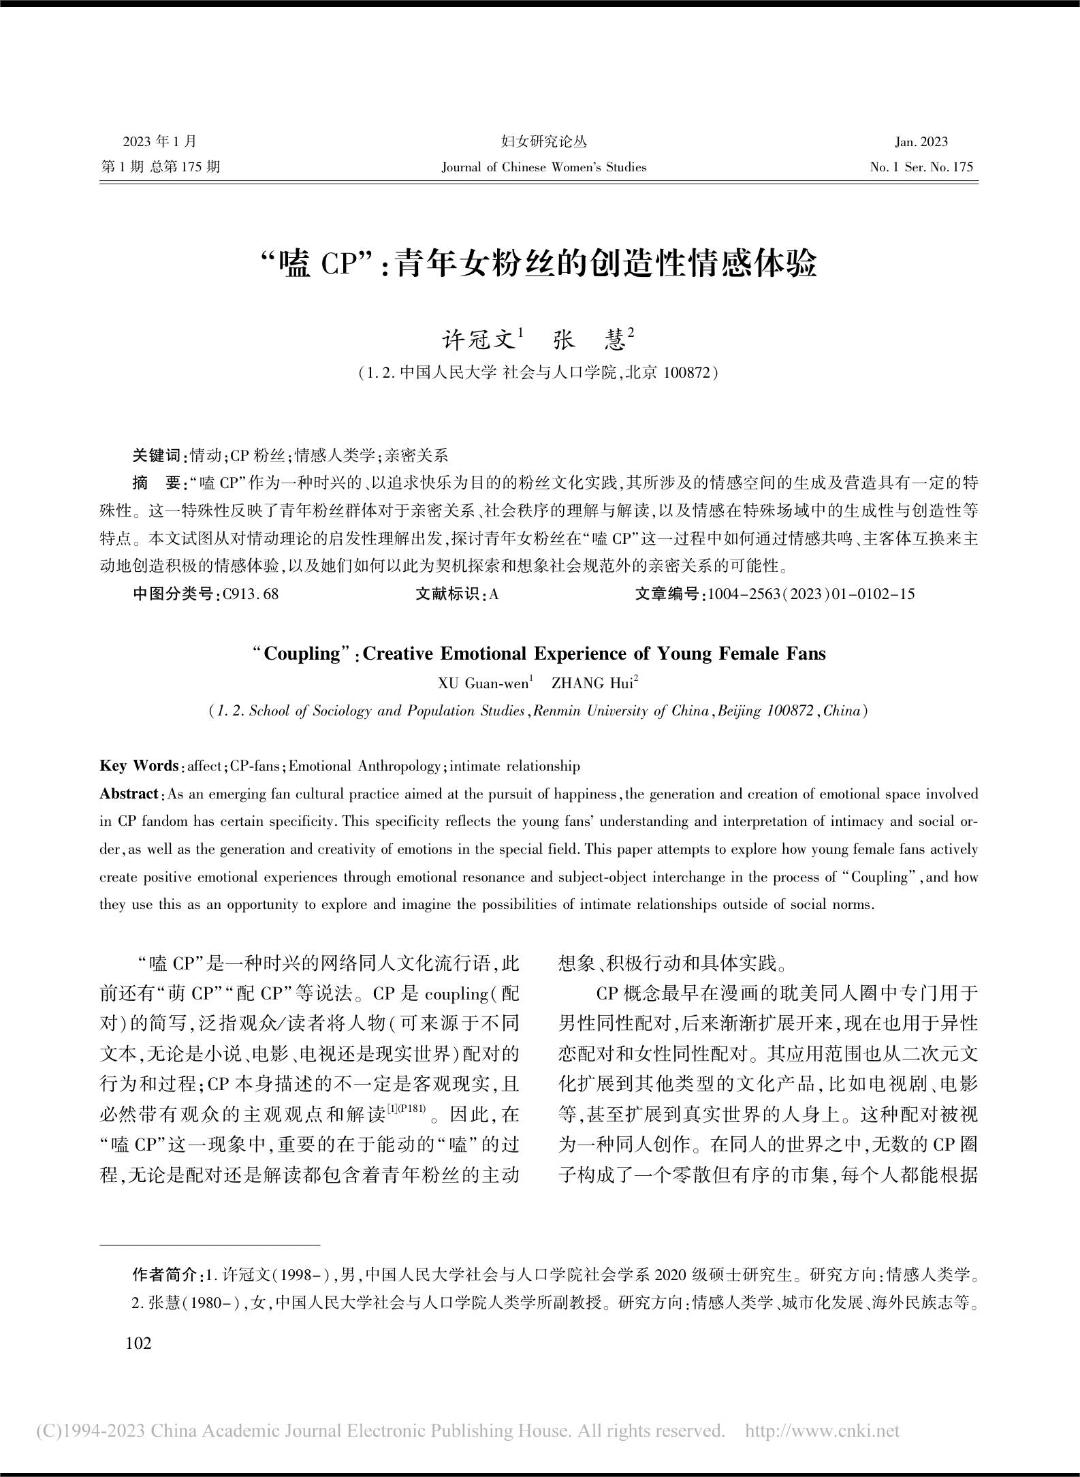 2023 年 1 月
妇女研究论丛
Jan. 2023
第 1 期 总第 175 期
Journal of Chinese Women's Studies
No. 1 Ser. No. 175
“嗑 CP”:青年女粉丝的创造性情感体验
许冠文1 张 慧2
(1. 2. 中国人民大学 社会与人口学院,北京 100872)
关键词:情动;CP 粉丝;情感人类学;亲密关系
摘 要:“嗑 CP”作为一种时兴的、以追求快乐为目的的粉丝文化实践,其所涉及的情感空间的生成及营造具有一定的特
殊性。这一特殊性反映了青年粉丝群体对于亲密关系、社会秩序的理解与解读,以及情感在特殊场域中的生成性与创造性等
特点。本文试图从对情动理论的启发性理解出发,探讨青年女粉丝在“嗑 CP”这一过程中如何通过情感共鸣、主客体互换来主
动地创造积极的情感体验,以及她们如何以此为契机探索和想象社会规范外的亲密关系的可能性。
中图分类号:C913. 68 文献标识:A 文章编号:1004-2563(2023)01-0102-15
“Coupling”:Creative Emotional Experience of Young Female Fans
XU Guan-wen1 ZHANG Hui2
(1. 2. School of Sociology and Population Studies,Renmin University of China,Beijing 100872,China)
Key Words:affect;CP-fans;Emotional Anthropology;intimate relationship
Abstract:As an emerging fan cultural practice aimed at the pursuit of happiness,the generation and creation of emotional space involved
in CP fandom has certain specificity. This specificity reflects the young fans' understanding and interpretation of intimacy and social or-
der,as well as the generation and creativity of emotions in the special field. This paper attempts to explore how young female fans actively
create positive emotional experiences through emotional resonance and subject-object interchange in the process of “Coupling”,and how
they use this as an opportunity to explore and imagine the possibilities of intimate relationships outside of social norms.
“嗑 CP”是一种时兴的网络同人文化流行语,此
前还有“萌 CP”“配 CP”等说法。CP 是 coupling(配
对)的简写,泛指观众/读者将人物(可来源于不同
文本,无论是小说、电影、电视还是现实世界)配对的
行为和过程;CP 本身描述的不一定是客观现实,且
必然带有观众的主观观点和解读[1](P181)。因此,在
“嗑 CP”这一现象中,重要的在于能动的“嗑”的过
程,无论是配对还是解读都包含着青年粉丝的主动
想象、积极行动和具体实践。
CP 概念最早在漫画的耽美同人圈中专门用于
男性同性配对,后来渐渐扩展开来,现在也用于异性
恋配对和女性同性配对。其应用范围也从二次元文
化扩展到其他类型的文化产品,比如电视剧、电影
等,甚至扩展到真实世界的人身上。这种配对被视
为一种同人创作。在同人的世界之中,无数的 CP 圈
子构成了一个零散但有序的市集,每个人都能根据
作者简介:1. 许冠文(1998-),男,中国人民大学社会与人口学院社会学系 2020 级硕士研究生。研究方向:情感人类学。
2. 张慧(1980-),女,中国人民大学社会与人口学院人类学所副教授。研究方向:情感人类学、城市化发展、海外民族志等。
102
(C)1994-2023 China Academic Journal Electronic Publishing House. All rights reserved. http://www.cnki.net